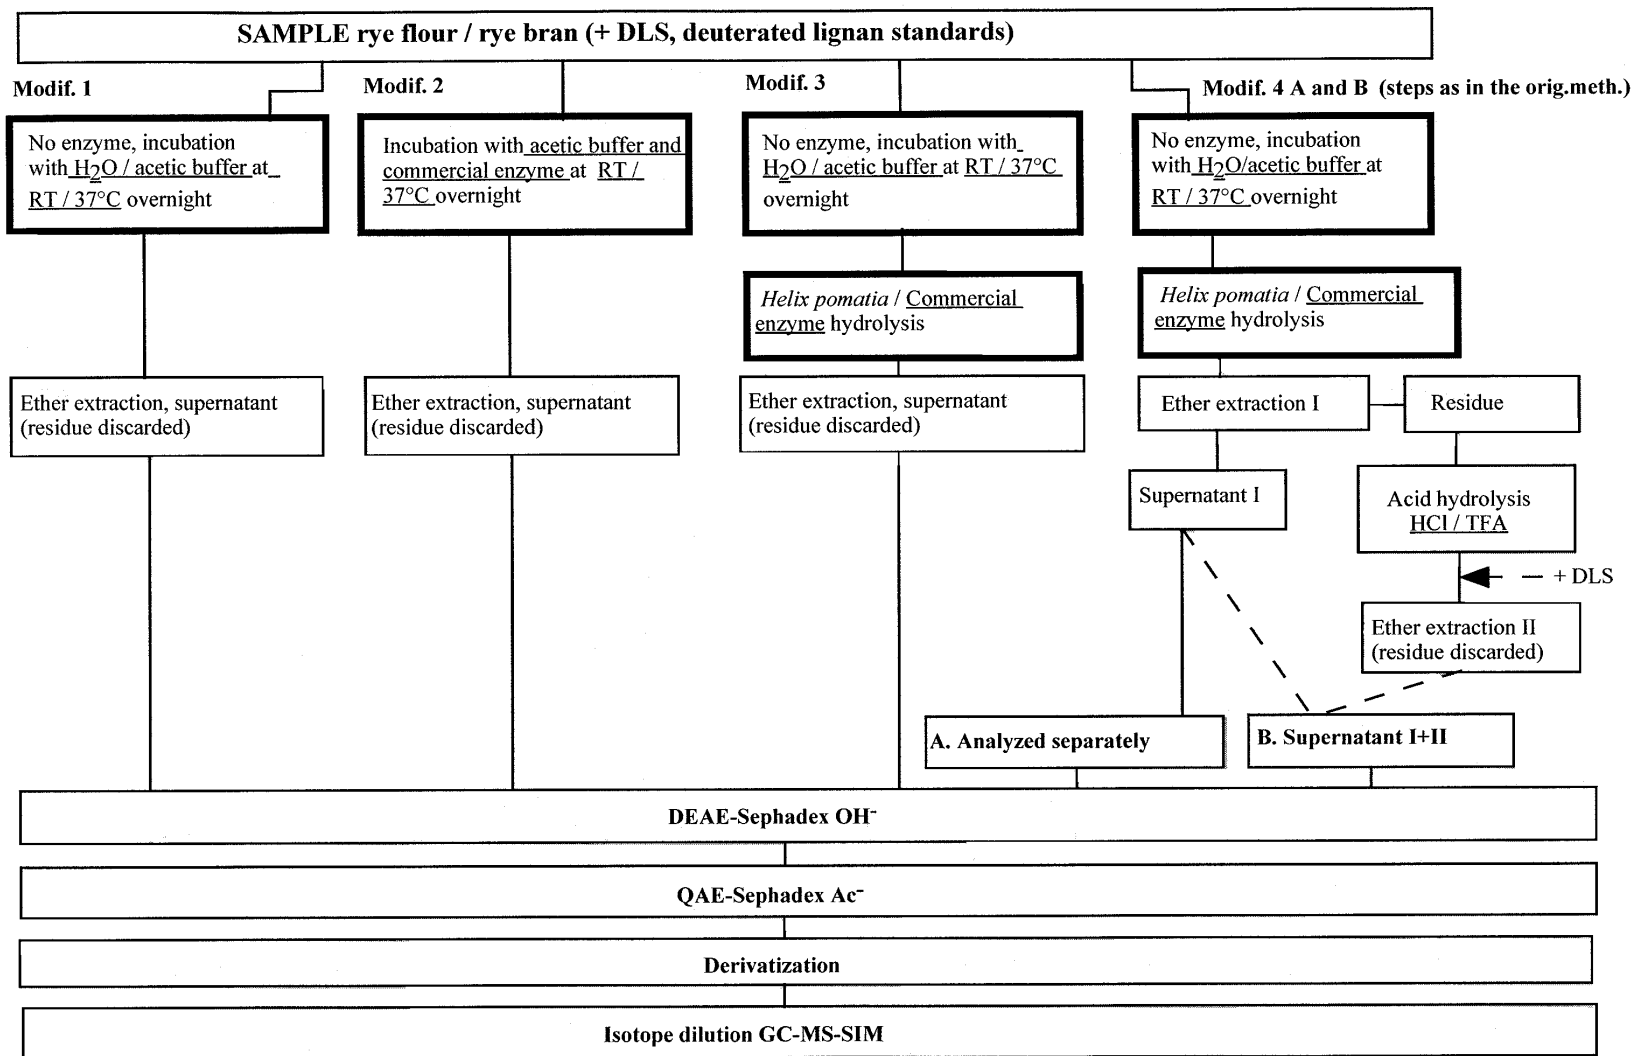 SAMPLE rye flour / rye bran (+ DLS, deuterated lignan standards)
Modif. 1
Modif. 2
Modif. 3
Modif. 4 A and B (steps as in the orig.meth.)
No enzyme, incubation
with H2O / acetic buffer at
RT / 37°C overnight
Incubation with acetic buffer and
commercial enzyme at RT /
37°C overnight
No enzyme, incubation with
H2O / acetic buffer at RT / 37°C
overnight
No enzyme, incubation
with H2O/acetic buffer at
RT / 37°C overnight
Helix pomatia / Commercial
enzyme hydrolysis
Helix pomatia / Commercial
enzyme hydrolysis
Ether extraction, supernatant
(residue discarded)
Ether extraction, supernatant
(residue discarded)
Ether extraction, supernatant
(residue discarded)
Ether extraction I
Residue
Supernatant I
Acid hydrolysis
HCl / TFA
+ DLS
Ether extraction II
(residue discarded)
A. Analyzed separately
B. Supernatant I+II
DEAE-Sephadex OH⁻
QAE-Sephadex Ac⁻
Derivatization
Isotope dilution GC-MS-SIM